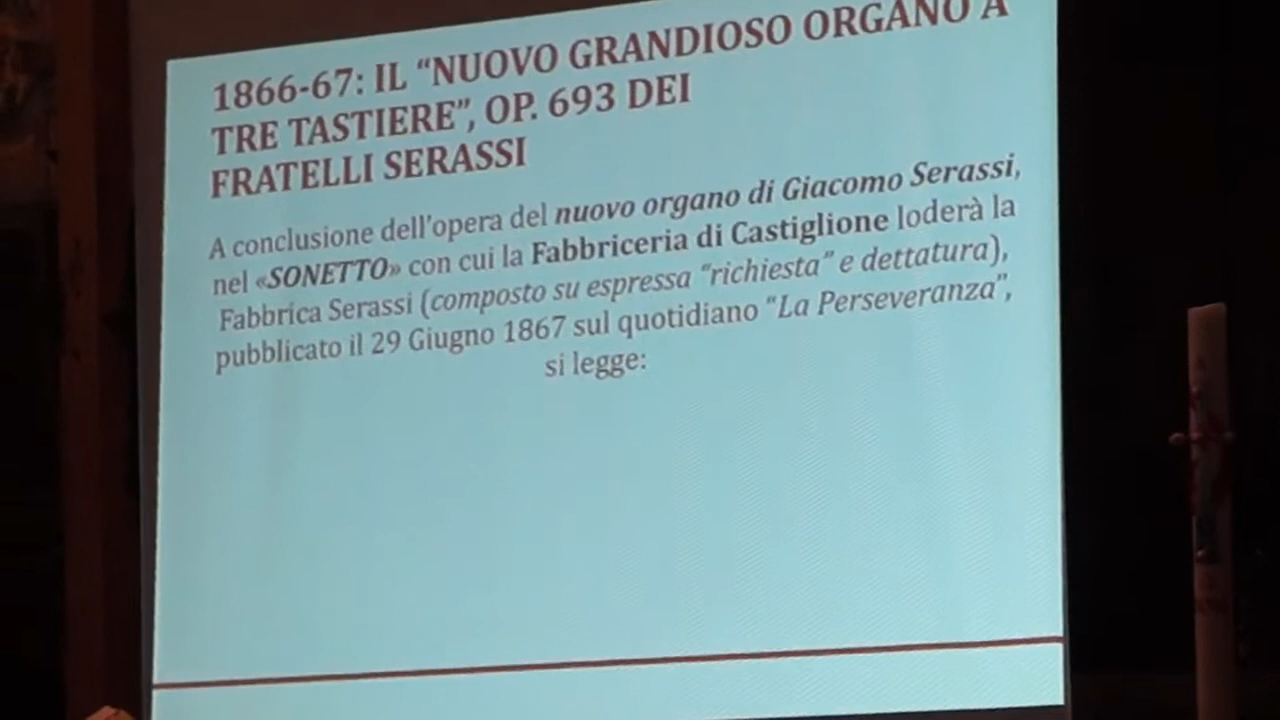 1866-67: IL “NUOVO GRANDIOSO ORGANO A
TRE TASTIERE”, OP. 693 DEI
FRATELLI SERASSI
A conclusione dell’opera del nuovo organo di Giacomo Serassi,
nel «SONETTO» con cui la Fabbriceria di Castiglione loderà la
Fabbrica Serassi (composto su espressa “richiesta” e dettatura),
pubblicato il 29 Giugno 1867 sul quotidiano “La Perseveranza”,
si legge: